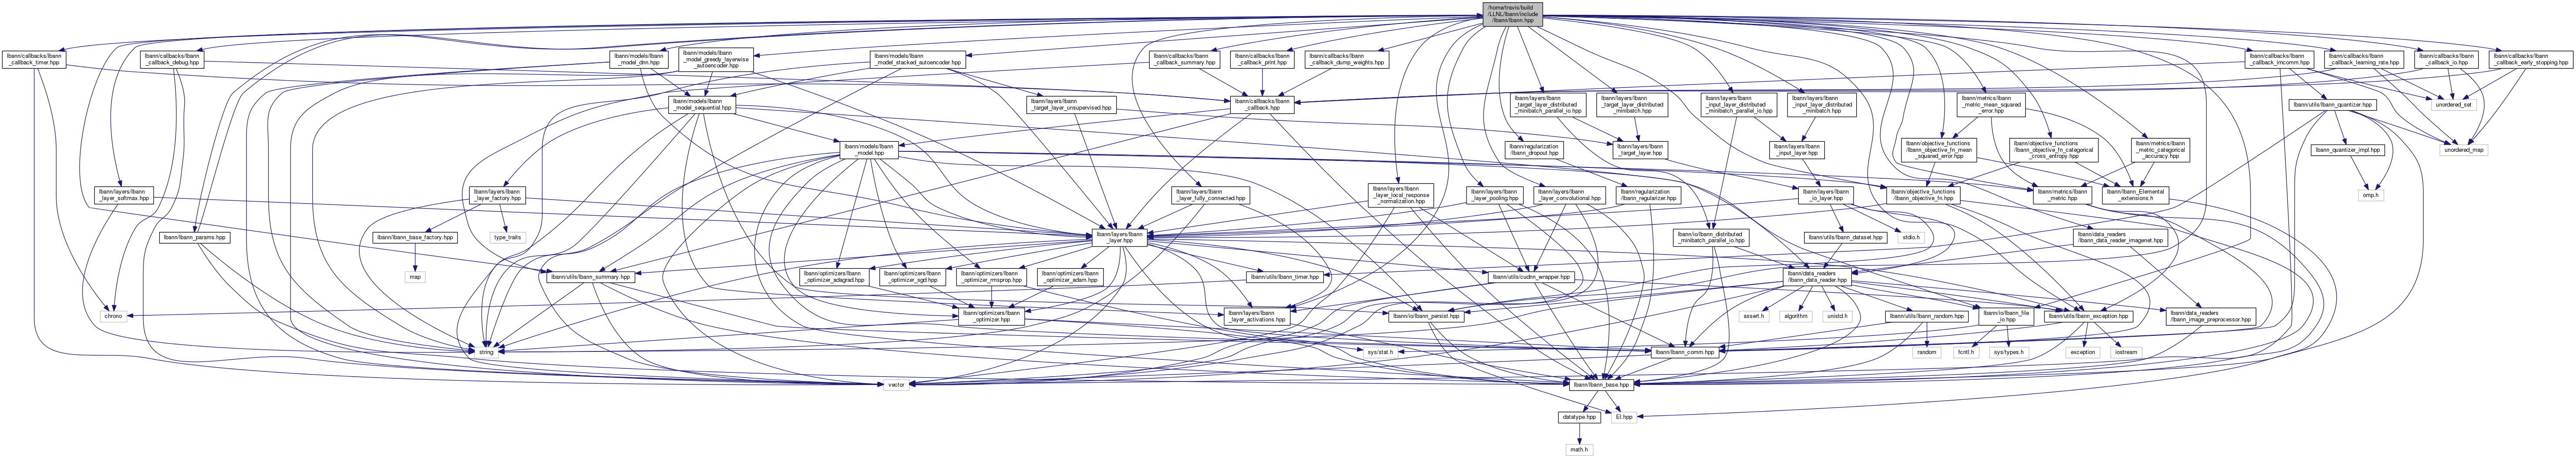 /home/travis/build
/LLNL/lbann/include
/lbann/lbann.hpp
lbann/callbacks/lbann
_callback_timer.hpp
lbann/callbacks/lbann
_callback_debug.hpp
lbann/models/lbann
_model_dnn.hpp
lbann/models/lbann
_model_greedy_layerwise
_autoencoder.hpp
lbann/models/lbann
_model_stacked_autoencoder.hpp
lbann/callbacks/lbann
_callback_summary.hpp
lbann/callbacks/lbann
_callback_print.hpp
lbann/callbacks/lbann
_callback_dump_weights.hpp
lbann/callbacks/lbann
_callback_imcomm.hpp
lbann/callbacks/lbann
_callback_learning_rate.hpp
lbann/callbacks/lbann
_callback_io.hpp
lbann/callbacks/lbann
_callback_early_stopping.hpp
lbann/models/lbann
_model_sequential.hpp
lbann/layers/lbann
_target_layer_unsupervised.hpp
lbann/callbacks/lbann
_callback.hpp
lbann/layers/lbann
_target_layer_distributed
_minibatch_parallel_io.hpp
lbann/layers/lbann
_target_layer_distributed
_minibatch.hpp
lbann/layers/lbann
_input_layer_distributed
_minibatch_parallel_io.hpp
lbann/layers/lbann
_input_layer_distributed
_minibatch.hpp
lbann/metrics/lbann
_metric_mean_squared
_error.hpp
lbann/utils/lbann_quantizer.hpp
unordered_set
lbann/models/lbann
_model.hpp
lbann/regularization
/lbann_dropout.hpp
lbann/layers/lbann
_target_layer.hpp
lbann/layers/lbann
_input_layer.hpp
lbann/objective_functions
/lbann_objective_fn_mean
_squared_error.hpp
lbann/objective_functions
/lbann_objective_fn_categorical
_cross_entropy.hpp
lbann/metrics/lbann
_metric_categorical
_accuracy.hpp
lbann_quantizer_impl.hpp
unordered_map
lbann/layers/lbann
_layer_softmax.hpp
lbann/layers/lbann
_layer_factory.hpp
lbann/layers/lbann
_layer_fully_connected.hpp
lbann/layers/lbann
_layer_local_response
_normalization.hpp
lbann/layers/lbann
_layer_pooling.hpp
lbann/layers/lbann
_layer_convolutional.hpp
lbann/regularization
/lbann_regularizer.hpp
lbann/layers/lbann
_io_layer.hpp
lbann/objective_functions
/lbann_objective_fn.hpp
lbann/metrics/lbann
_metric.hpp
lbann/lbann_Elemental
_extensions.h
omp.h
lbann/lbann_params.hpp
lbann/lbann_base_factory.hpp
type_traits
lbann/layers/lbann
_layer.hpp
lbann/io/lbann_distributed
_minibatch_parallel_io.hpp
lbann/utils/lbann_dataset.hpp
stdio.h
lbann/data_readers
/lbann_data_reader_imagenet.hpp
map
lbann/utils/lbann_summary.hpp
lbann/optimizers/lbann
_optimizer_adagrad.hpp
lbann/optimizers/lbann
_optimizer_sgd.hpp
lbann/optimizers/lbann
_optimizer_rmsprop.hpp
lbann/optimizers/lbann
_optimizer_adam.hpp
lbann/utils/lbann_timer.hpp
lbann/utils/cudnn_wrapper.hpp
lbann/data_readers
/lbann_data_reader.hpp
chrono
lbann/optimizers/lbann
_optimizer.hpp
lbann/layers/lbann
_layer_activations.hpp
lbann/io/lbann_persist.hpp
assert.h
algorithm
unistd.h
lbann/utils/lbann_random.hpp
lbann/io/lbann_file
_io.hpp
lbann/utils/lbann_exception.hpp
lbann/data_readers
/lbann_image_preprocessor.hpp
string
sys/stat.h
lbann/lbann_comm.hpp
random
fcntl.h
sys/types.h
exception
iostream
vector
lbann/lbann_base.hpp
datatype.hpp
El.hpp
math.h